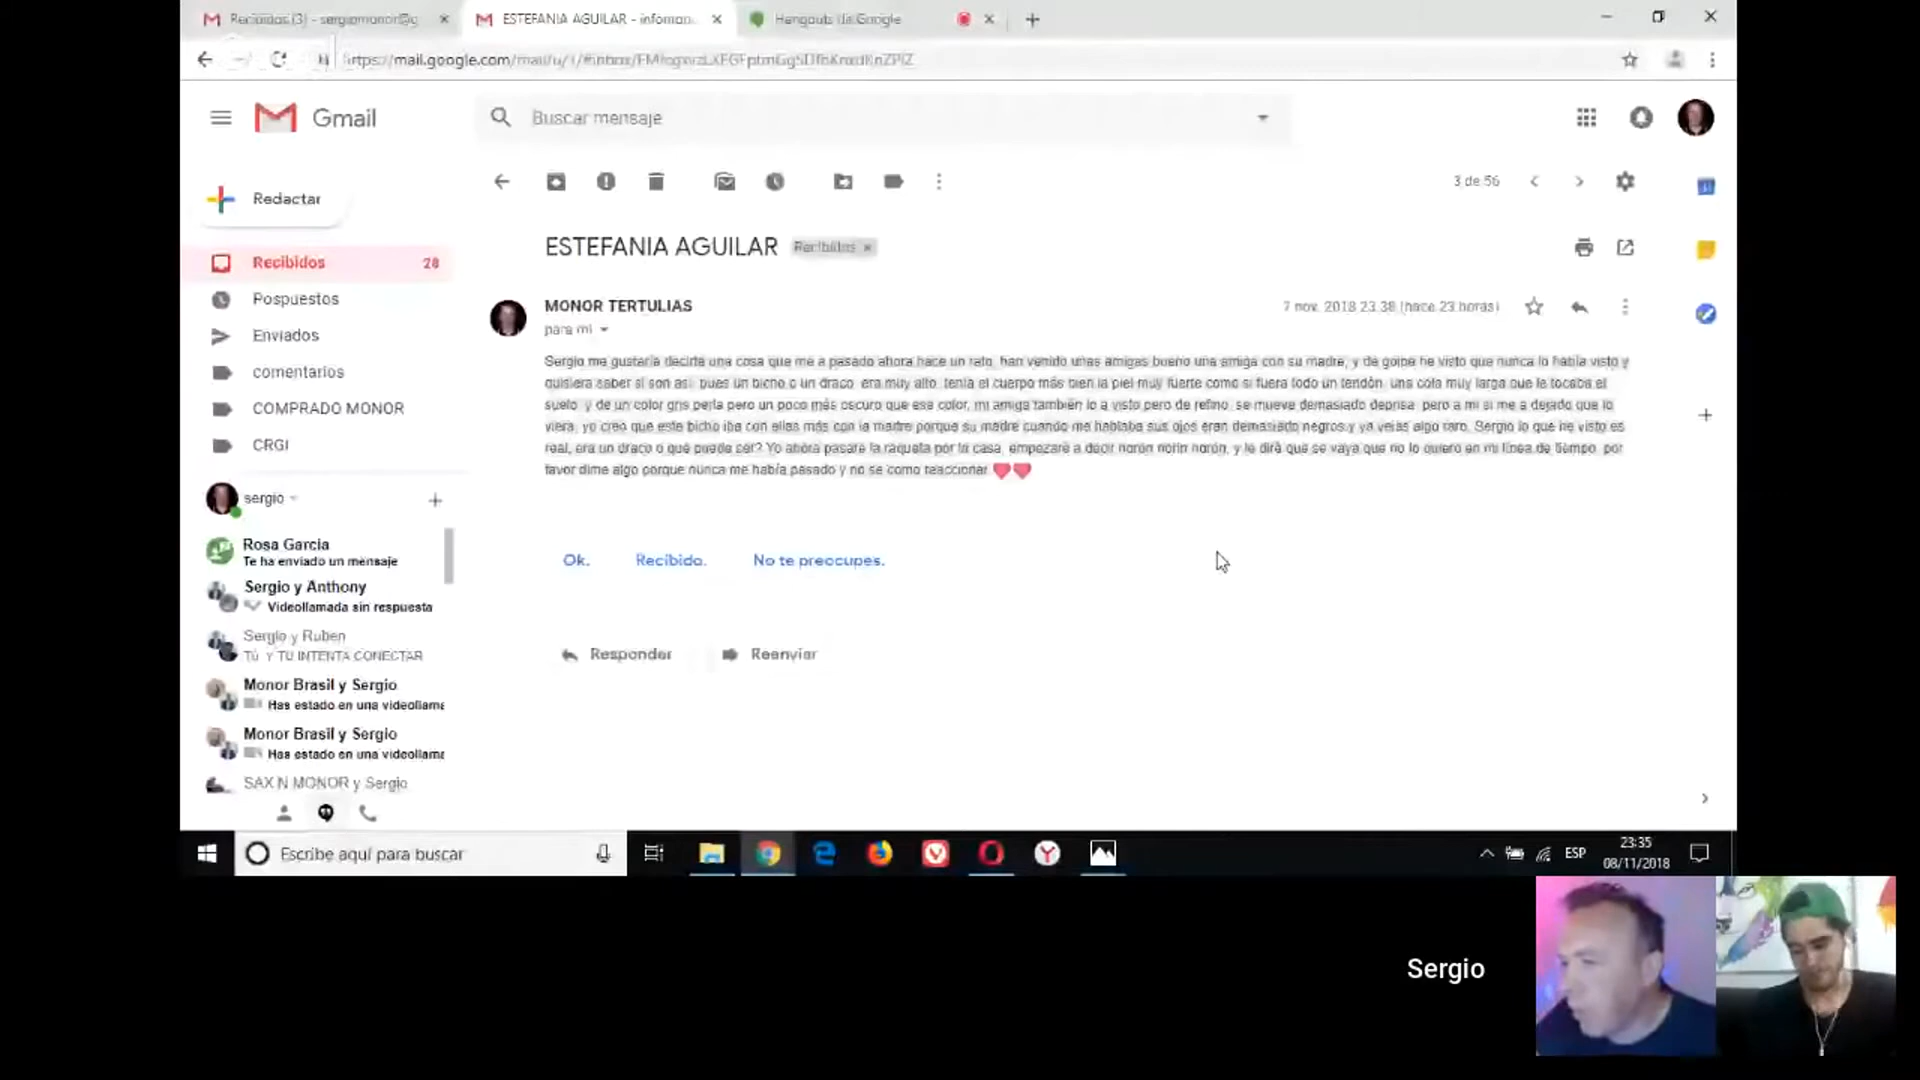 Recibidos (3) - sergiomonor@g
ESTEFANIA AGUILAR - infomon
Hangouts de Google
mail.google.com/mail/u/1/#inbox/
Gmail
Buscar mensaje
Redactar
3 de 56
Recibidos 28
Pospuestos
Enviados
comentarios
COMPRADO MONOR
CRGI
ESTEFANIA AGUILAR Recibidos x
MONOR TERTULIAS
7 nov. 2018 23:38 (hace 23 horas)
para mí
Sergio me gustaría decirte una cosa que me a pasado ahora hace un rato, han venido unas amigas bueno una amiga con su madre, y de golpe he visto que nunca lo había visto y
quisiera saber si son así, pues un bicho o un draco, era muy alto, tenía el cuerpo más bien la piel muy fuerte como si fuera todo un tendón, una cola muy larga que le tocaba el
suelo, y de un color gris perla pero un poco más oscuro que ese color, mi amiga también lo a visto pero de refilo, se mueve demasiado deprisa, pero a mi si me a dejado que lo
viera, yo creo que este bicho iba con ellas más con la madre porque su madre cuando me hablaba sus ojos eran demasiado negros y ya veías algo raro. Sergio lo que he visto es
real, era un draco o qué puede ser? Yo ahora pasaré la raqueta por la casa, empezaré a decir norin norin norin, y le diré que se vaya que no lo quiero en mi línea de tiempo, por
favor dime algo porque nunca me había pasado y no se como reaccionar
Ok.
Recibido.
No te preocupes.
Responder
Reenviar
sergio
Rosa Garcia
Te ha enviado un mensaje
Sergio y Anthony
Videollamada sin respuesta
Sergio y Ruben
Tú: Y TU INTENTA CONECTAR
Monor Brasil y Sergio
Has estado en una videollama
Monor Brasil y Sergio
Has estado en una videollama
SAX N MONOR y Sergio
Escribe aquí para buscar
ESP
23:35
08/11/2018
Sergio